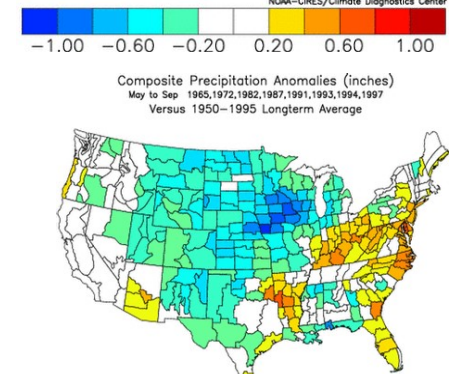 NOAA-CIRES/Climate Diagnostics Center
-1.00 -0.60 -0.20 0.20 0.60 1.00
Composite Precipitation Anomalies (inches)
May to Sep 1965,1972,1982,1987,1991,1993,1994,1997
Versus 1950-1995 Longterm Average